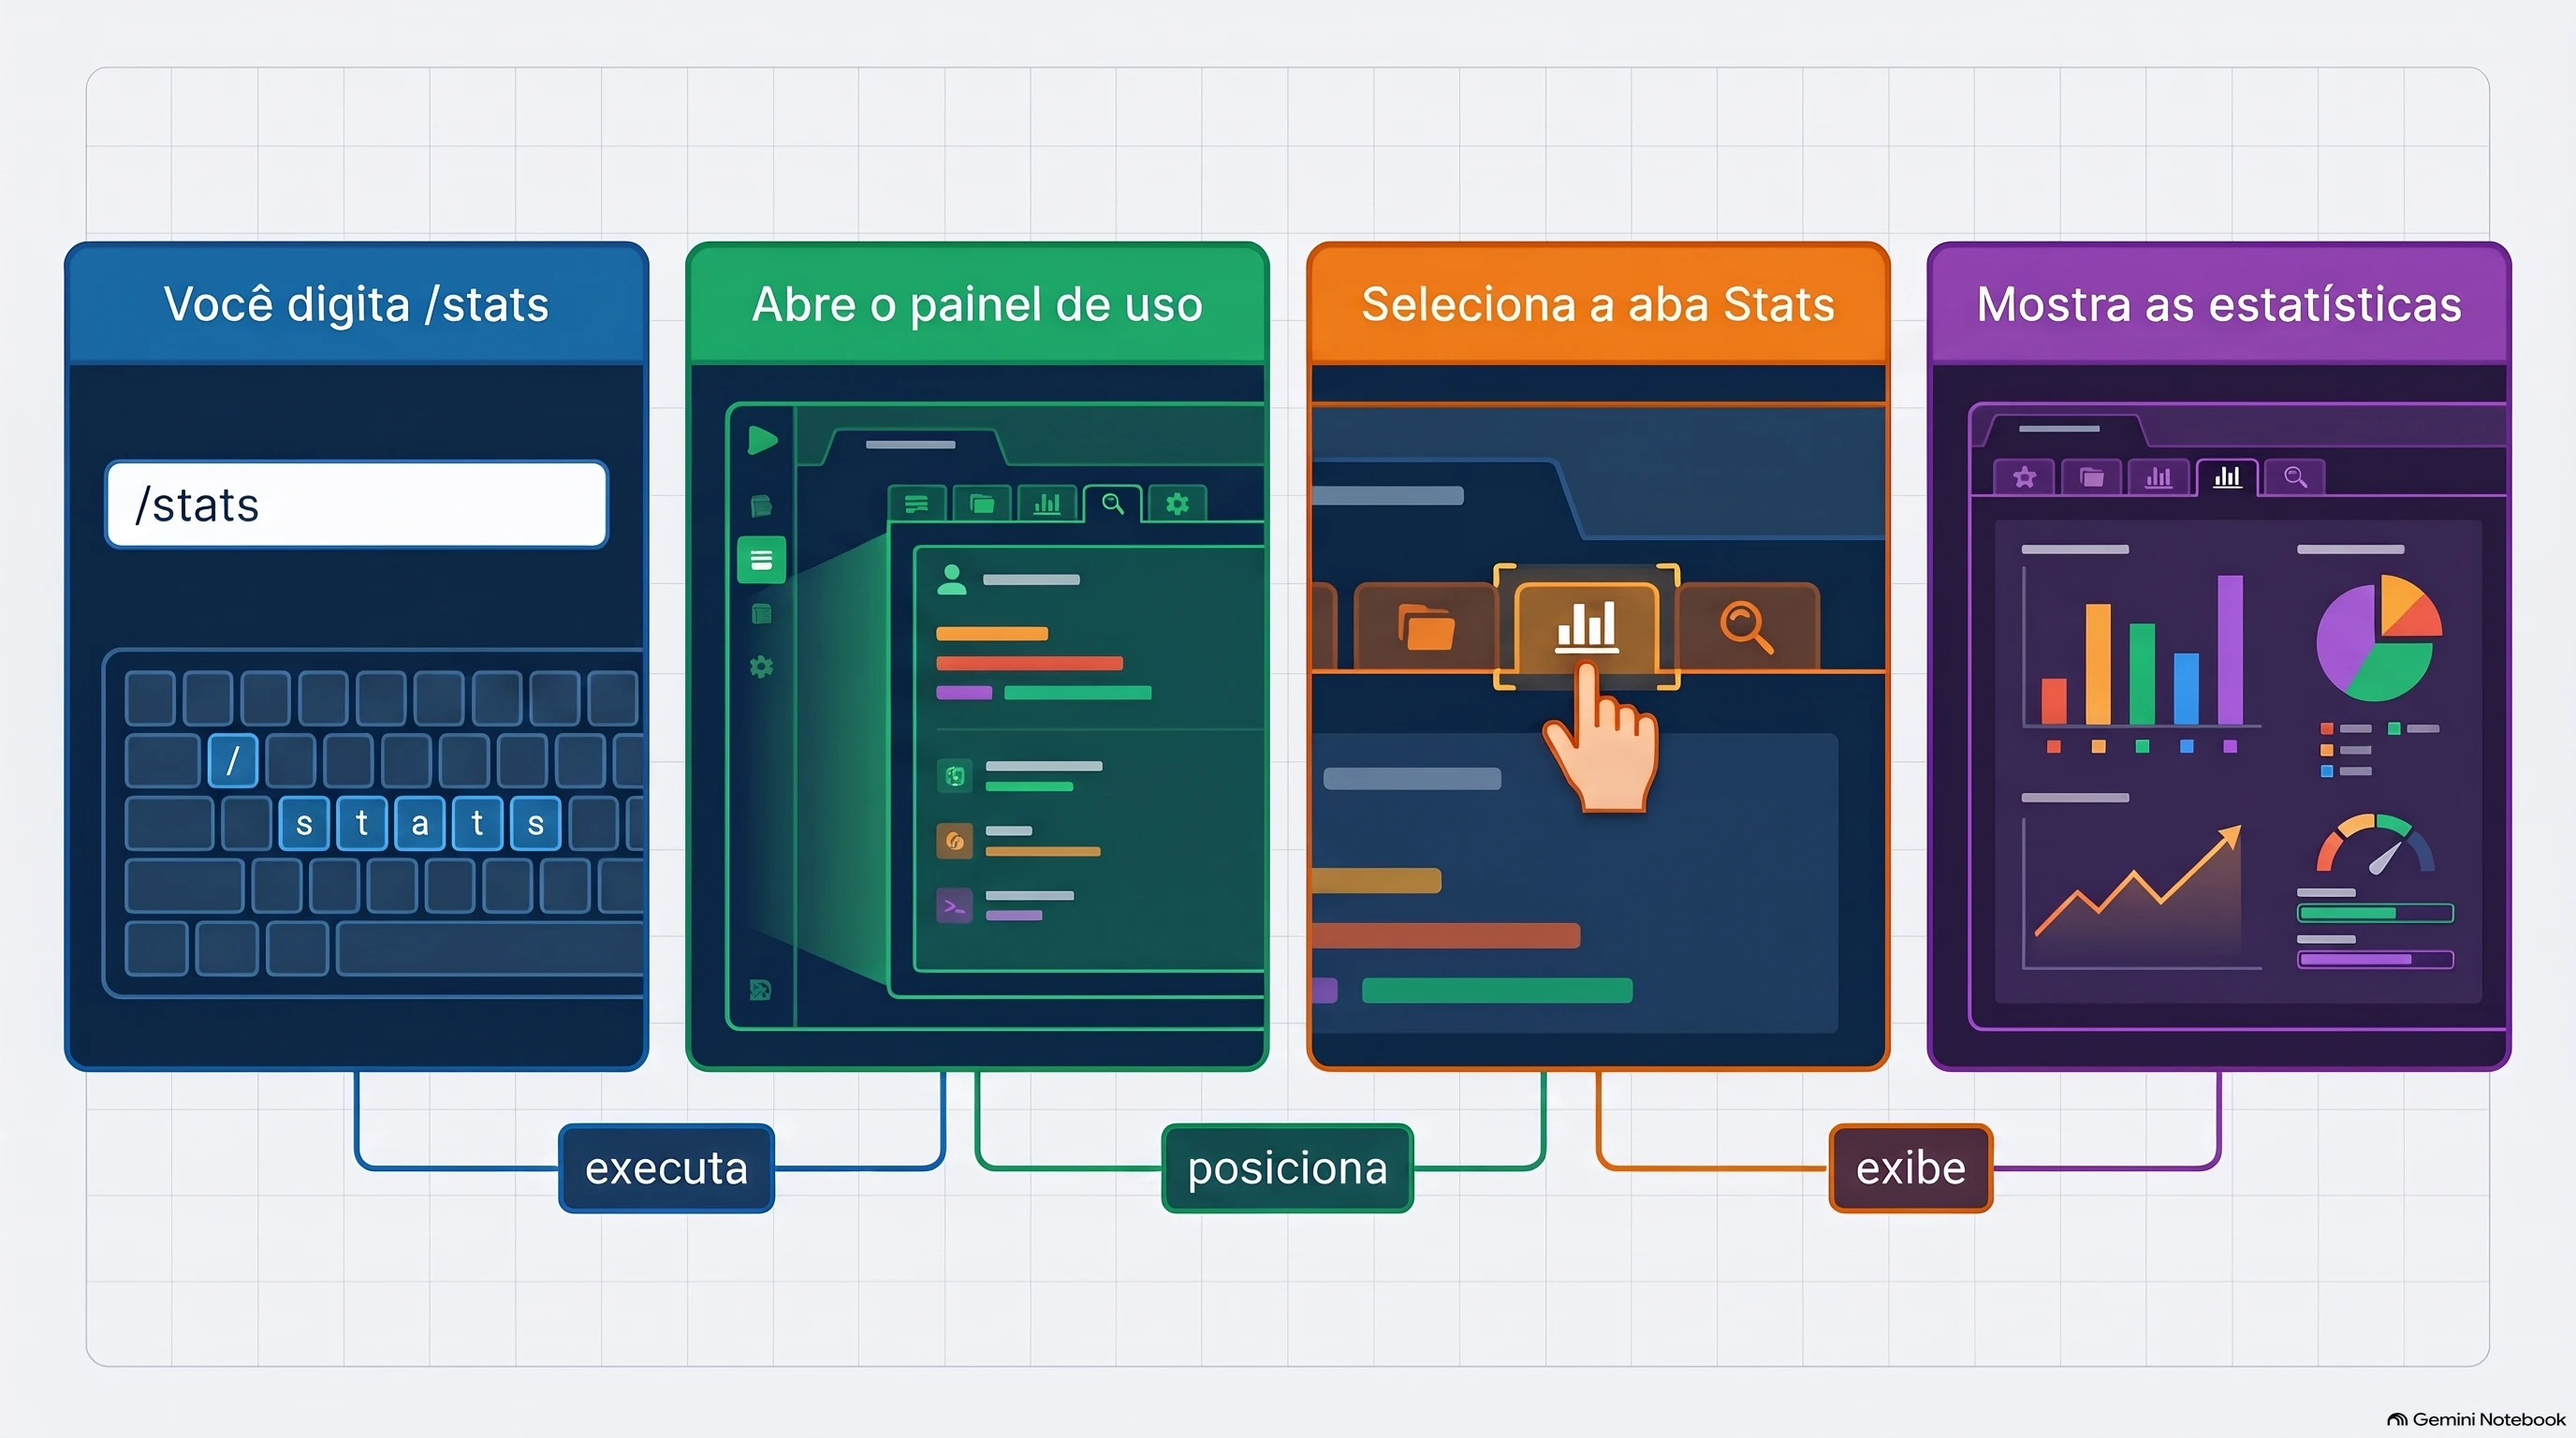 Você digita /stats
Abre o painel de uso
Seleciona a aba Stats
Mostra as estatísticas
/stats
/
s t a t s
>_
executa
posiciona
exibe
Gemini Notebook